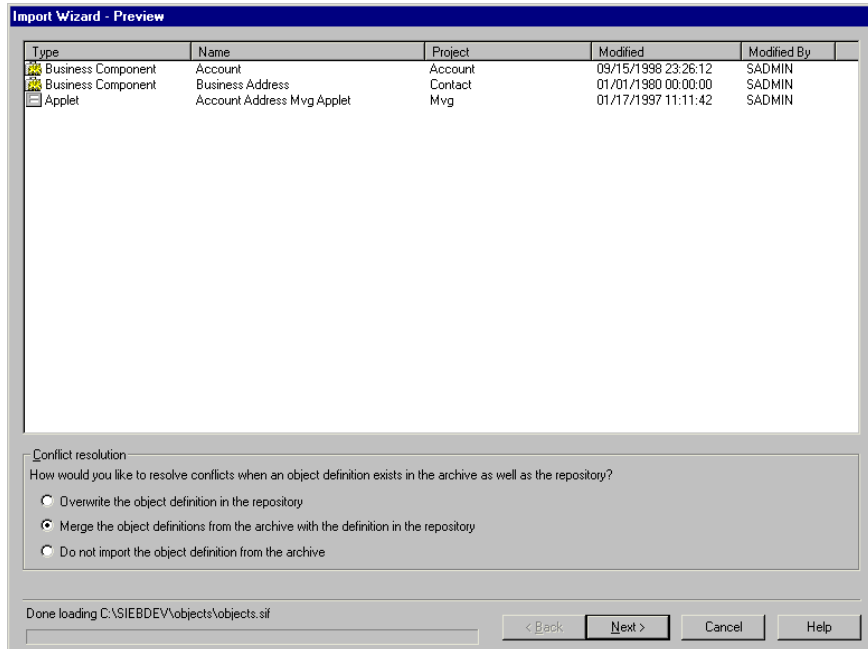 Import Wizard - Preview
Type Name Project Modified Modified By
Business Component Account Account 09/15/1998 23:26:12 SADMIN
Business Component Business Address Contact 01/01/1980 00:00:00 SADMIN
Applet Account Address Mvg Applet Mvg 01/17/1997 11:11:42 SADMIN
Conflict resolution
How would you like to resolve conflicts when an object definition exists in the archive as well as the repository?
Overwrite the object definition in the repository
Merge the object definitions from the archive with the definition in the repository
Do not import the object definition from the archive
Done loading C:\SIEBDEV\objects\objects.sif
< Back Next > Cancel Help